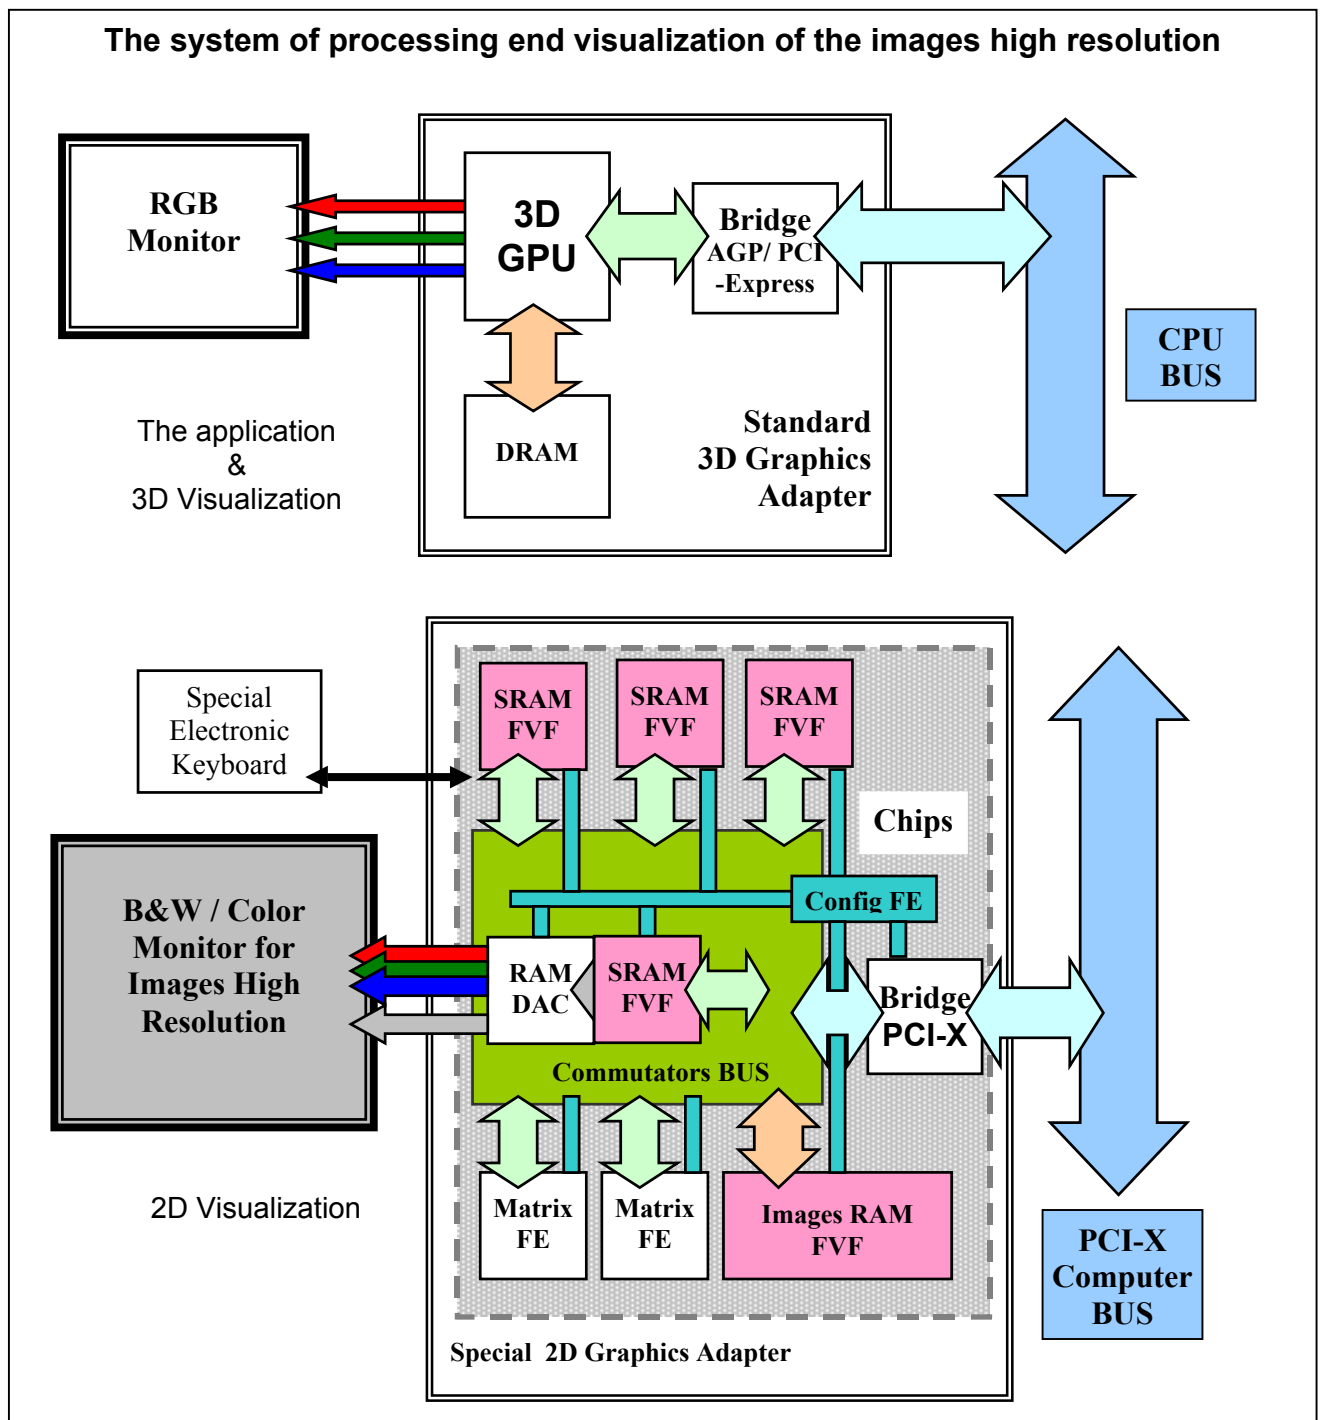 The system of processing end visualization of the images high resolution
RGB
Monitor
3D
GPU
Bridge
AGP/ PCI
-Express
CPU
BUS
DRAM
Standard
3D Graphics
Adapter
The application
&
3D Visualization
Special
Electronic
Keyboard
SRAM
FVF
SRAM
FVF
SRAM
FVF
Chips
Config FE
B&W / Color
Monitor for
Images High
Resolution
RAM
DAC
SRAM
FVF
Bridge
PCI-X
Commutators BUS
Matrix
FE
Matrix
FE
Images RAM
FVF
2D Visualization
PCI-X
Computer
BUS
Special 2D Graphics Adapter